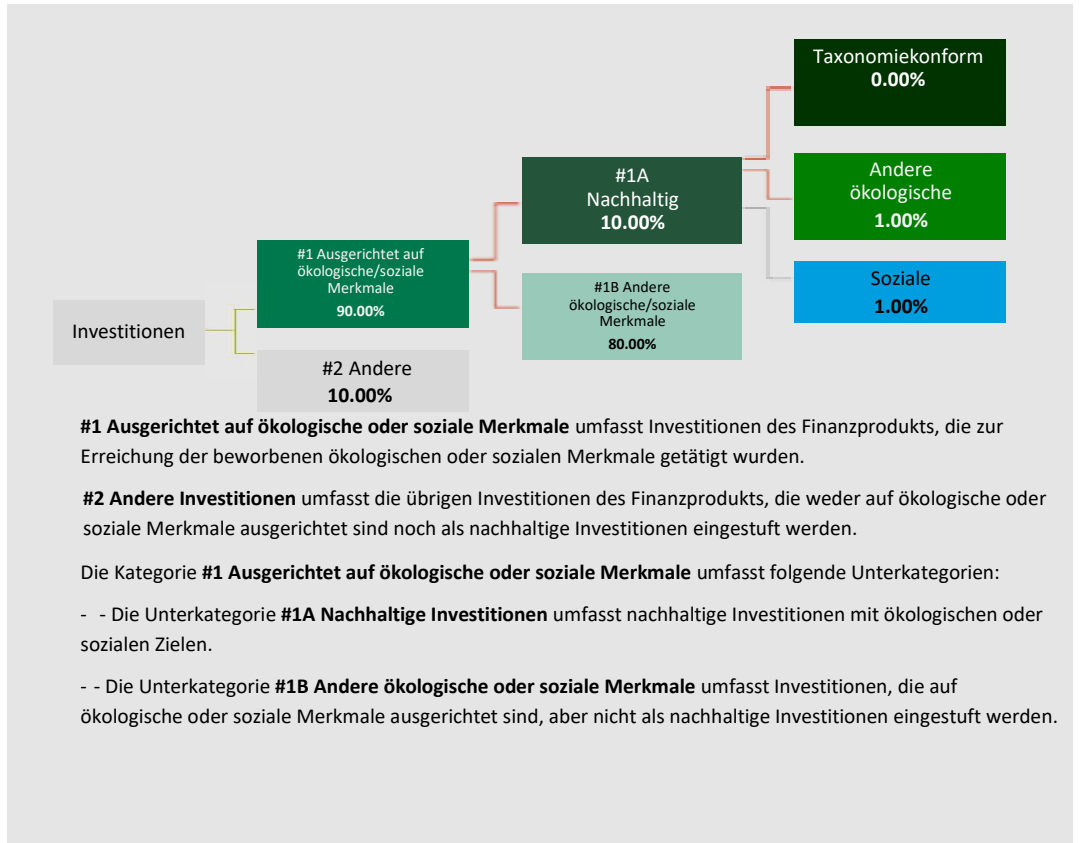 Investitionen
#1 Ausgerichtet auf
ökologische/soziale
Merkmale
90.00%
#2 Andere
10.00%
#1A
Nachhaltig
10.00%
#1B Andere
ökologische/soziale
Merkmale
80.00%
Taxonomiekonform
0.00%
Andere
ökologische
1.00%
Soziale
1.00%
#1 Ausgerichtet auf ökologische oder soziale Merkmale umfasst Investitionen des Finanzprodukts, die zur
Erreichung der beworbenen ökologischen oder sozialen Merkmale getätigt wurden.
#2 Andere Investitionen umfasst die übrigen Investitionen des Finanzprodukts, die weder auf ökologische oder
soziale Merkmale ausgerichtet sind noch als nachhaltige Investitionen eingestuft werden.
Die Kategorie #1 Ausgerichtet auf ökologische oder soziale Merkmale umfasst folgende Unterkategorien:
- - Die Unterkategorie #1A Nachhaltige Investitionen umfasst nachhaltige Investitionen mit ökologischen oder
sozialen Zielen.
- - Die Unterkategorie #1B Andere ökologische oder soziale Merkmale umfasst Investitionen, die auf
ökologische oder soziale Merkmale ausgerichtet sind, aber nicht als nachhaltige Investitionen eingestuft werden.